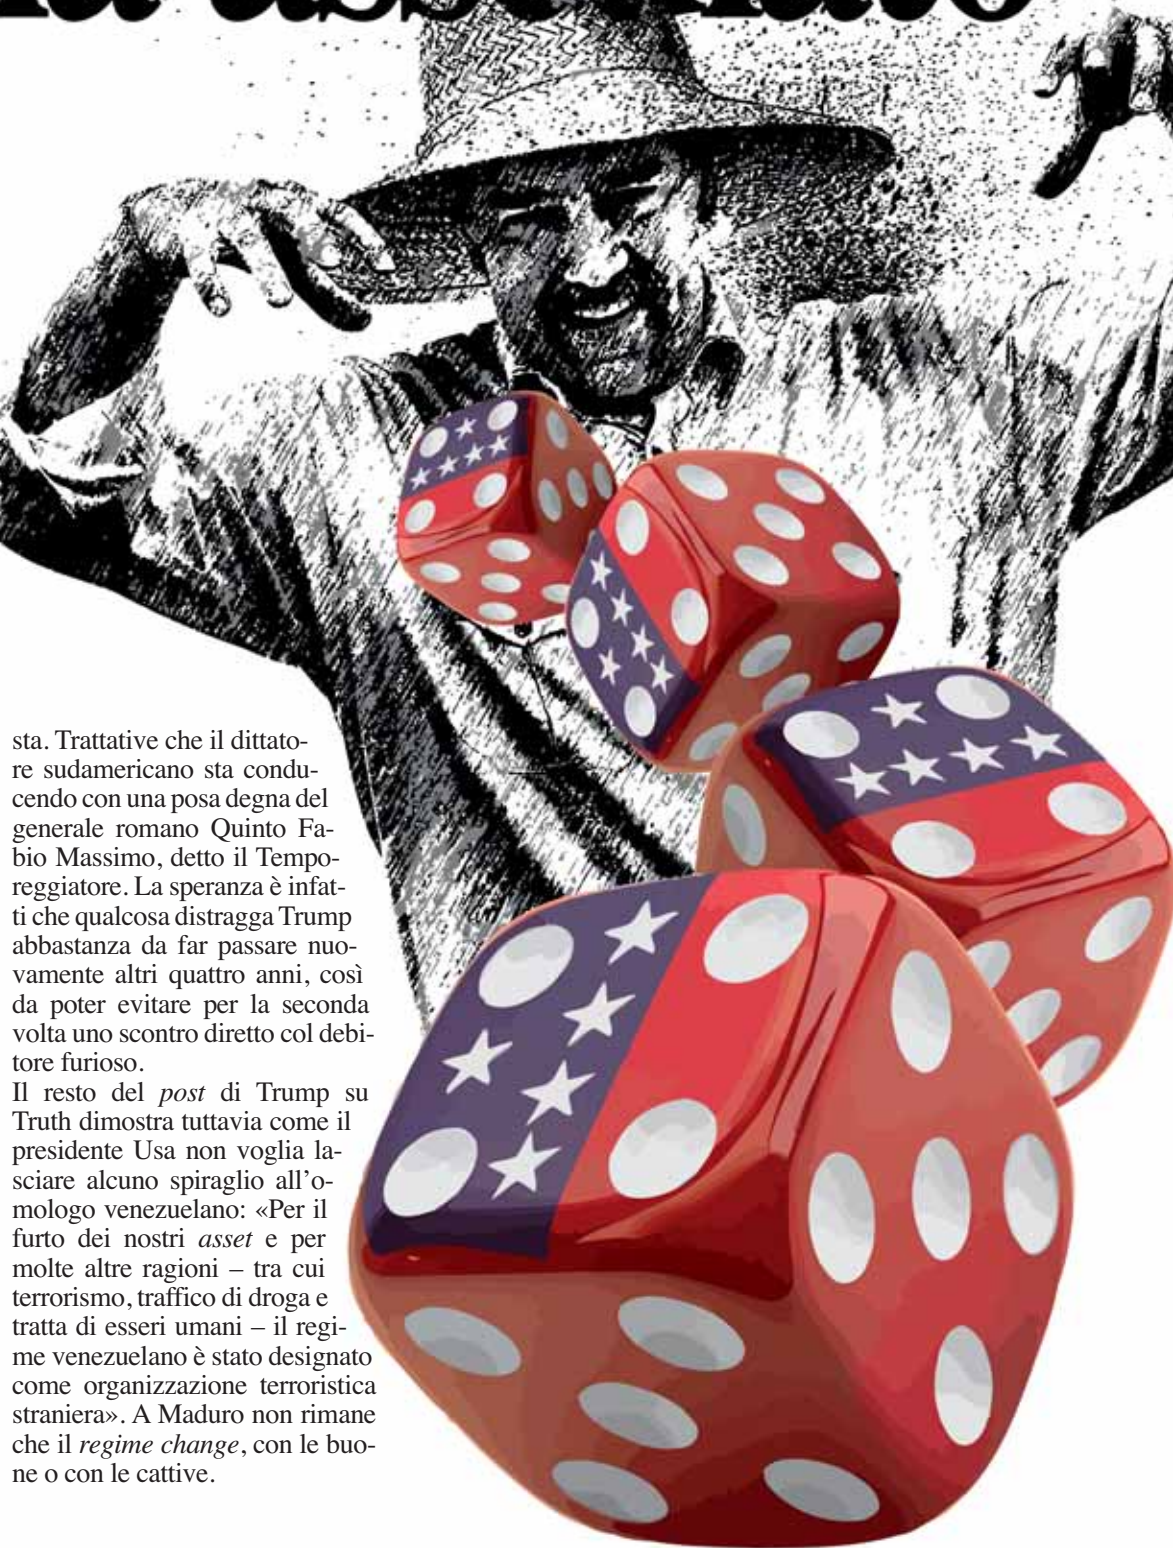 sta. Trattative che il dittato-
re sudamericano sta condu-
cendo con una posa degna del
generale romano Quinto Fa-
bio Massimo, detto il Tempo-
reggiatore. La speranza è infat-
ti che qualcosa distragga Trump
abbastanza da far passare nuo-
vamente altri quattro anni, così
da poter evitare per la seconda
volta uno scontro diretto col debi-
tore furioso.
Il resto del post di Trump su
Truth dimostra tuttavia come il
presidente Usa non voglia la-
sciare alcuno spiraglio all’o-
mologo venezuelano: «Per il
furto dei nostri asset e per
molte altre ragioni – tra cui
terrorismo, traffico di droga e
tratta di esseri umani – il regi-
me venezuelano è stato designato
come organizzazione terroristica
straniera». A Maduro non rimane
che il regime change, con le buo-
ne o con le cattive.